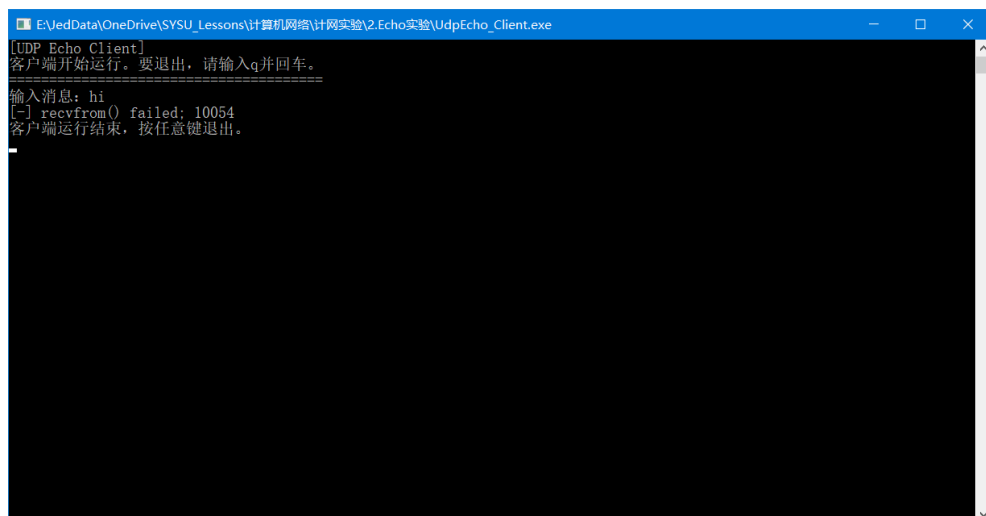 E:\JedData\OneDrive\SYSU_Lessons\计算机网络\计网实验\2.Echo实验\UdpEcho_Client.exe
[UDP Echo Client]
客户端开始运行。要退出，请输入q并回车。
=======================================
输入消息：hi
[-] recvfrom() failed; 10054
客户端运行结束，按任意键退出。